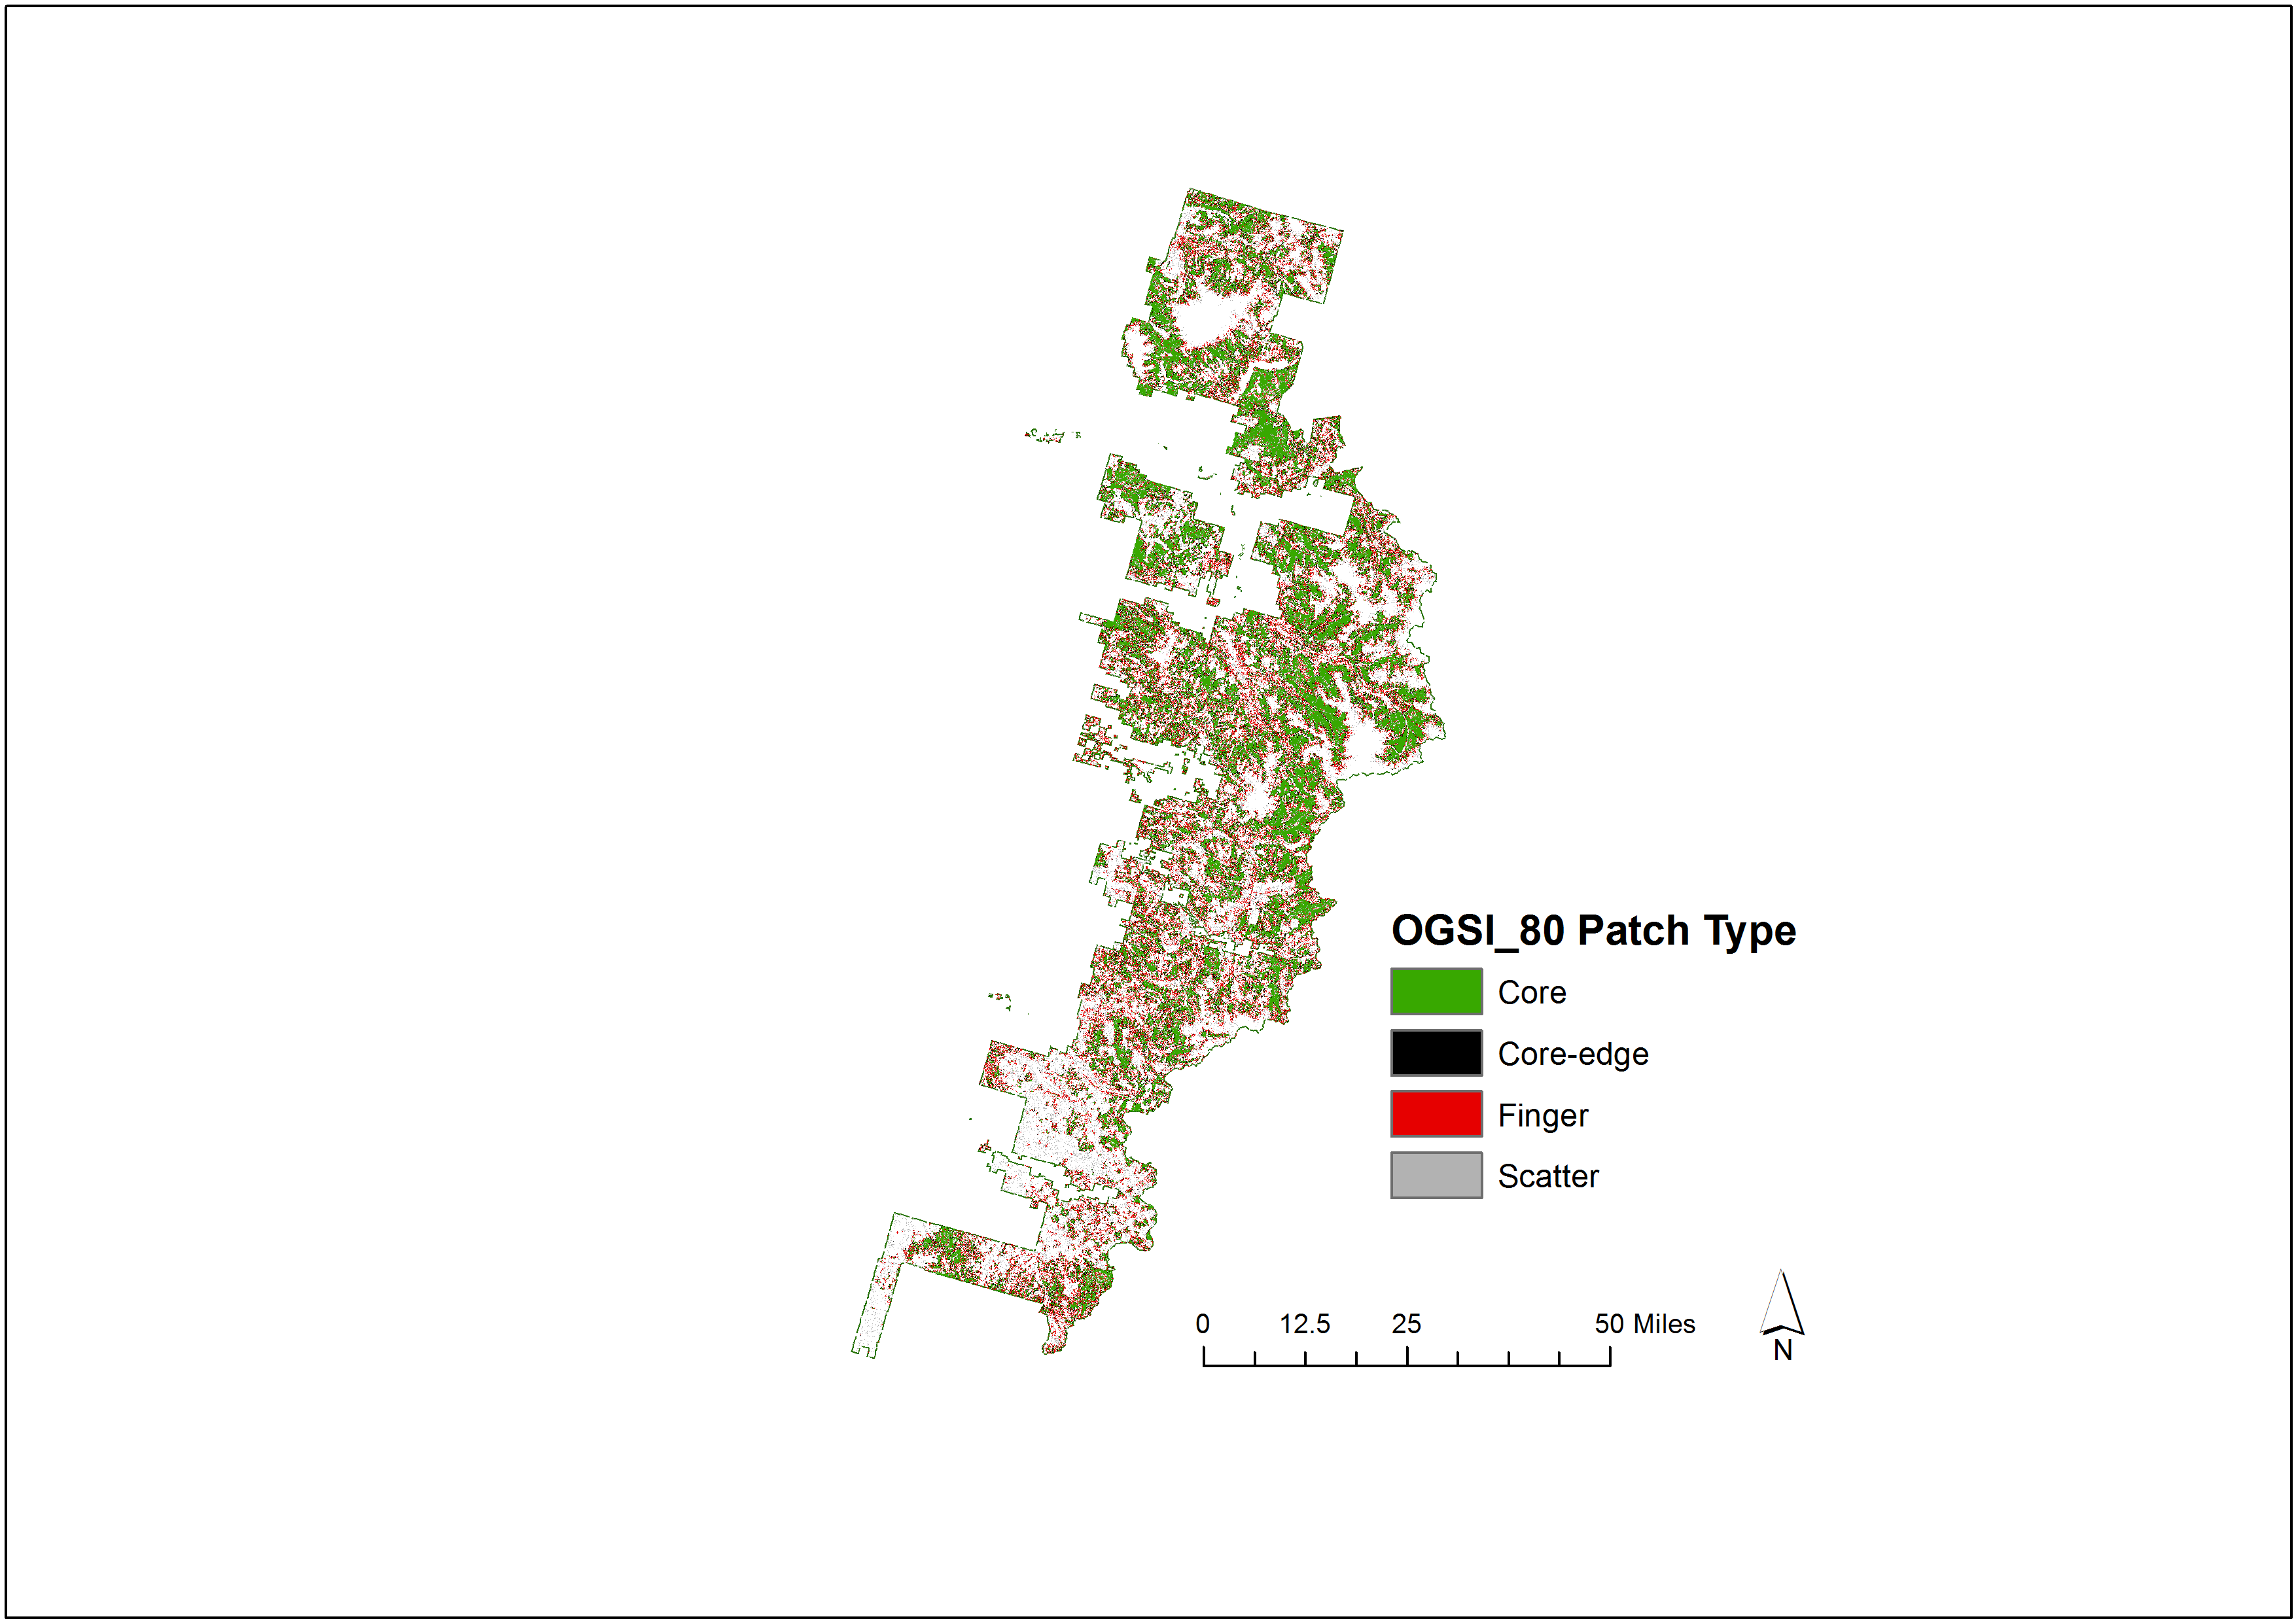 OGSI_80 Patch Type
Core
Core-edge
Finger
Scatter
0 12.5 25 50 Miles
N